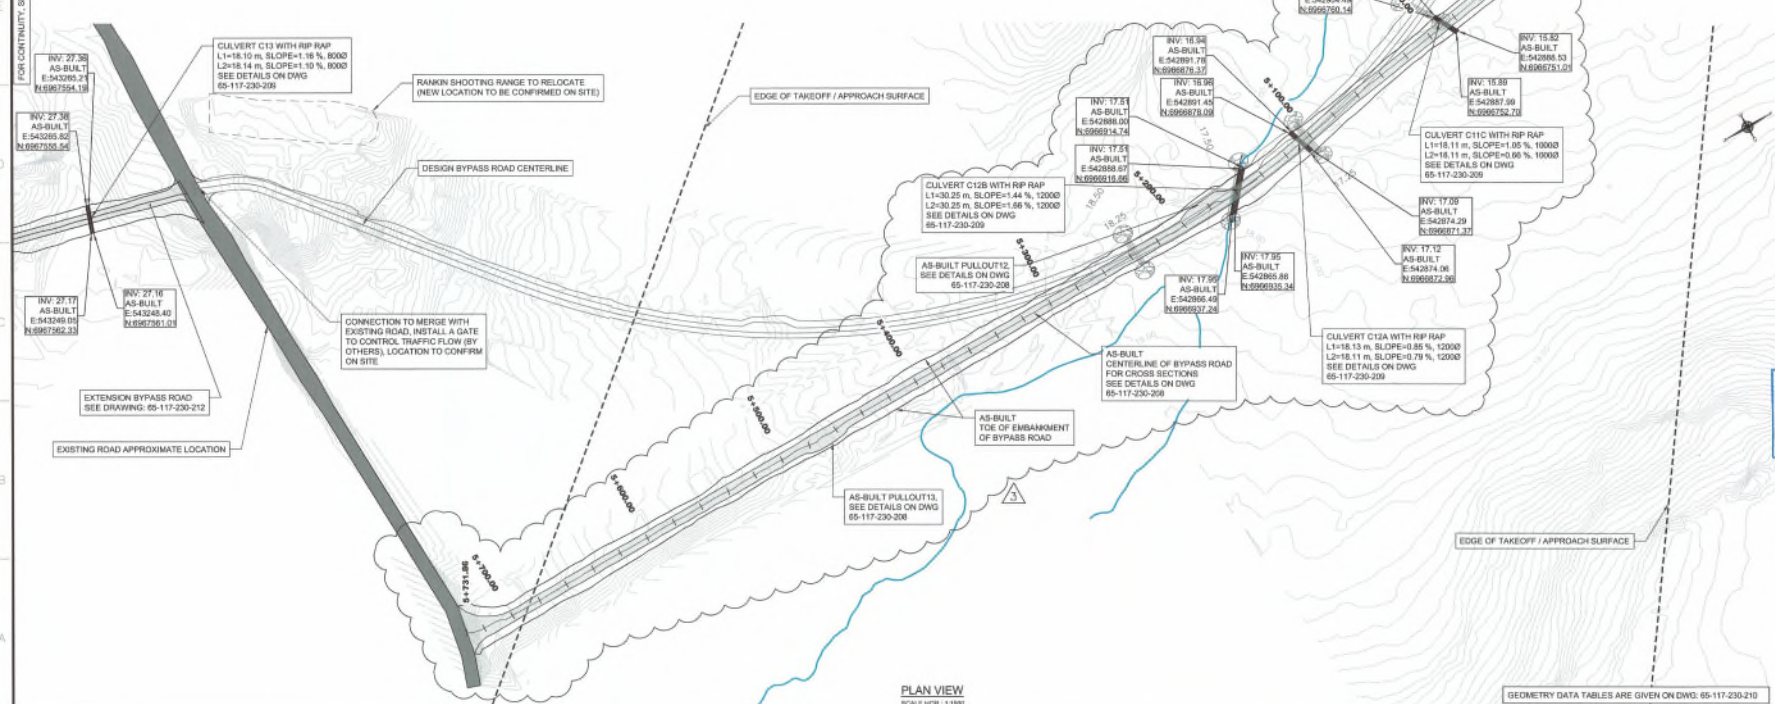 FOR CONTINUITY, S
INV: 27.36
AS-BUILT
E:543265.21
N:6967554.19
INV: 27.38
AS-BUILT
E:543265.82
N:6967555.54
CULVERT C13 WITH RIP RAP
L1=18.10 m, SLOPE=1.16 %, 800Ø
L2=18.14 m, SLOPE=1.10 %, 800Ø
SEE DETAILS ON DWG
65-117-230-209
RANKIN SHOOTING RANGE TO RELOCATE
(NEW LOCATION TO BE CONFIRMED ON SITE)
EDGE OF TAKEOFF / APPROACH SURFACE
DESIGN BYPASS ROAD CENTERLINE
INV: 27.17
AS-BUILT
E:543249.05
N:6967562.33
INV: 27.16
AS-BUILT
E:543248.40
N:6967561.01
CONNECTION TO MERGE WITH
EXISTING ROAD, INSTALL A GATE
TO CONTROL TRAFFIC FLOW (BY
OTHERS), LOCATION TO CONFIRM
ON SITE
EXTENSION BYPASS ROAD
SEE DRAWING: 65-117-230-212
EXISTING ROAD APPROXIMATE LOCATION
N:6966760.14
INV: 16.94
AS-BUILT
E:542891.78
N:6966876.37
INV: 16.96
AS-BUILT
E:542891.45
N:6966878.09
INV: 17.51
AS-BUILT
E:542888.00
N:6966914.74
INV: 17.51
AS-BUILT
E:542888.67
N:6966916.66
INV: 15.82
AS-BUILT
E:542888.53
N:6966751.01
INV: 15.89
AS-BUILT
E:542887.99
N:6966752.70
CULVERT C11C WITH RIP RAP
L1=18.11 m, SLOPE=1.05 %, 1000Ø
L2=18.11 m, SLOPE=0.66 %, 1000Ø
SEE DETAILS ON DWG
65-117-230-209
CULVERT C12B WITH RIP RAP
L1=30.25 m, SLOPE=1.44 %, 1200Ø
L2=30.25 m, SLOPE=1.66 %, 1200Ø
SEE DETAILS ON DWG
65-117-230-209
5+100.00
5+200.00
5+300.00
5+400.00
5+500.00
5+600.00
5+700.00
5+731.86
17.50
17.25
18.50
18.25
INV: 17.09
AS-BUILT
E:542874.29
N:6966871.37
INV: 17.12
AS-BUILT
E:542874.06
N:6966872.96
INV: 17.95
AS-BUILT
E:542865.86
N:6966935.34
INV: 17.95
AS-BUILT
E:542866.49
N:6966937.24
AS-BUILT PULLOUT12,
SEE DETAILS ON DWG
65-117-230-208
CULVERT C12A WITH RIP RAP
L1=18.13 m, SLOPE=0.85 %, 1200Ø
L2=18.11 m, SLOPE=0.79 %, 1200Ø
SEE DETAILS ON DWG
65-117-230-209
AS-BUILT
CENTERLINE OF BYPASS ROAD
FOR CROSS SECTIONS
SEE DETAILS ON DWG
65-117-230-208
AS-BUILT
TOE OF EMBANKMENT
OF BYPASS ROAD
AS-BUILT PULLOUT13,
SEE DETAILS ON DWG
65-117-230-208
3
EDGE OF TAKEOFF / APPROACH SURFACE
PLAN VIEW
GEOMETRY DATA TABLES ARE GIVEN ON DWG: 65-117-230-210